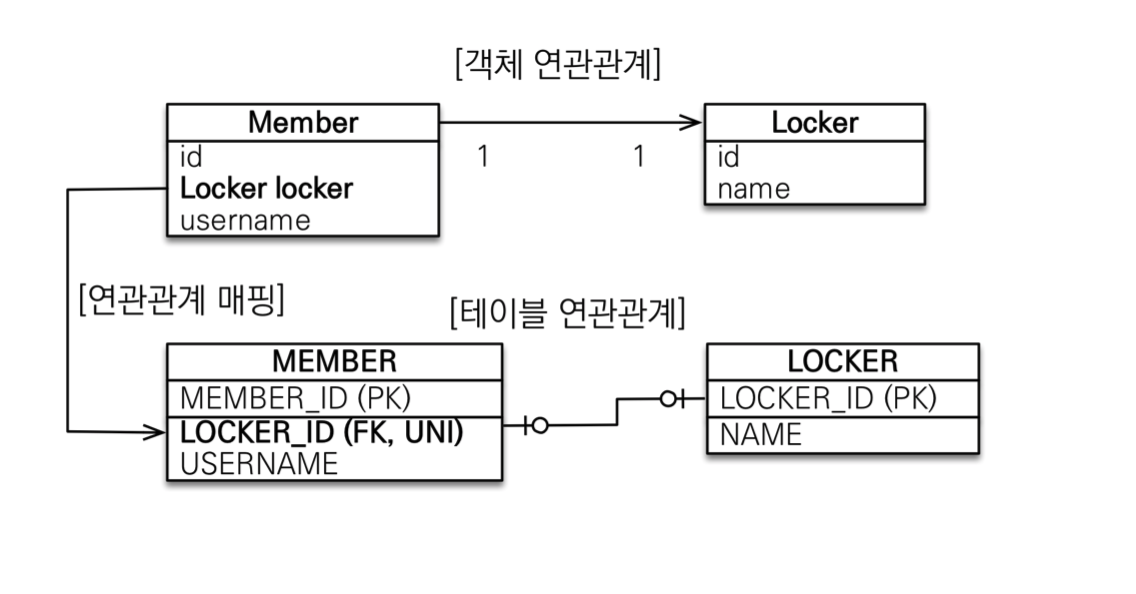 [객체 연관관계]
Member
id
Locker locker
username
1
1
Locker
id
name
[연관관계 매핑]
[테이블 연관관계]
MEMBER
MEMBER_ID (PK)
LOCKER_ID (FK, UNI)
USERNAME
LOCKER
LOCKER_ID (PK)
NAME